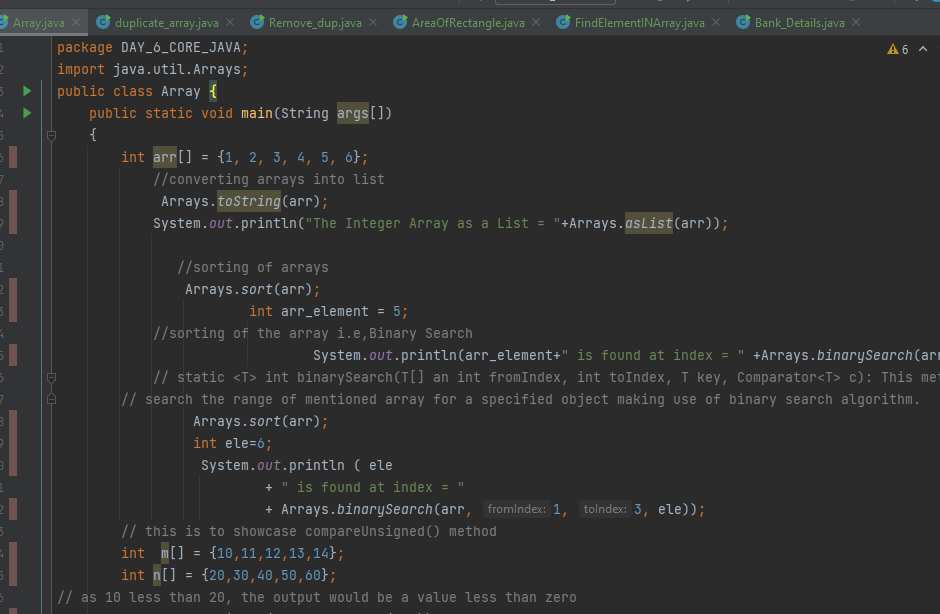 Array.java duplicate_array.java Remove_dup.java AreaOfRectangle.java FindElementINArray.java Bank_Details.java
package DAY_6_CORE_JAVA; 6
import java.util.Arrays;
public class Array {
public static void main(String args[])
{
int arr[] = {1, 2, 3, 4, 5, 6};
//converting arrays into list
Arrays.toString(arr);
System.out.println("The Integer Array as a List = "+Arrays.asList(arr));
//sorting of arrays
Arrays.sort(arr);
int arr_element = 5;
//sorting of the array i.e,Binary Search
System.out.println(arr_element+" is found at index = " +Arrays.binarySearch(arr
// static <T> int binarySearch(T[] an int fromIndex, int toIndex, T key, Comparator<T> c): This met
// search the range of mentioned array for a specified object making use of binary search algorithm.
Arrays.sort(arr);
int ele=6;
System.out.println ( ele
+ " is found at index = "
+ Arrays.binarySearch(arr, fromIndex: 1, toIndex: 3, ele));
// this is to showcase compareUnsigned() method
int m[] = {10,11,12,13,14};
int n[] = {20,30,40,50,60};
// as 10 less than 20, the output would be a value less than zero